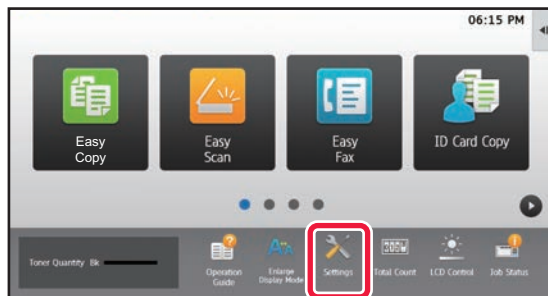 06:15 PM
Easy
Copy
Easy
Scan
Easy
Fax
ID Card Copy
Toner Quantity Bk
Operation
Guide
Enlarge
Display Mode
Settings
Total Count
LCD Control
Job Status